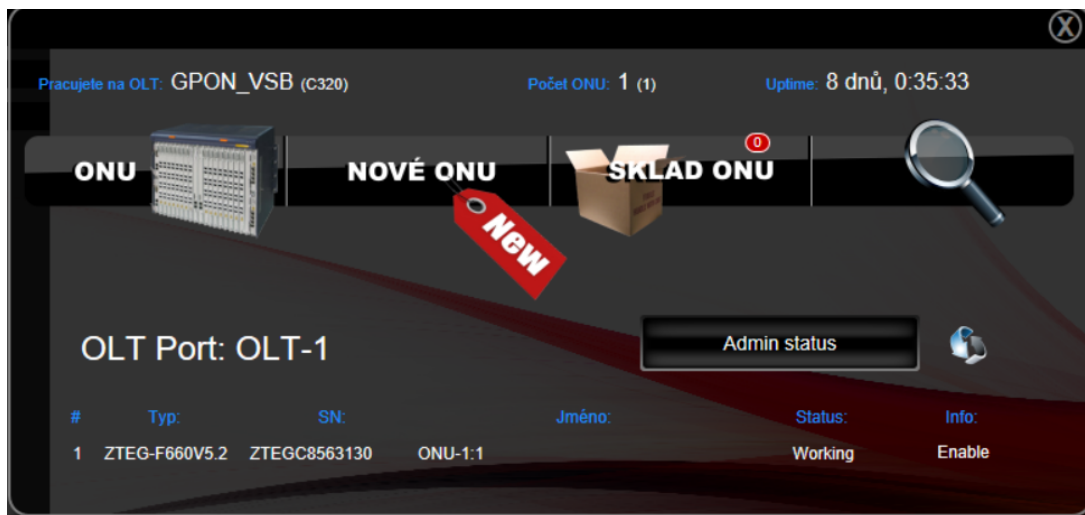 X
Pracujete na OLT: GPON_VSB (C320) Počet ONU: 1 (1) Uptime: 8 dnů, 0:35:33
0
ONU NOVÉ ONU SKLAD ONU
New
OLT Port: OLT-1 Admin status
# Typ: SN: Jméno: Status: Info:
1 ZTEG-F660V5.2 ZTEGC8563130 ONU-1:1 Working Enable